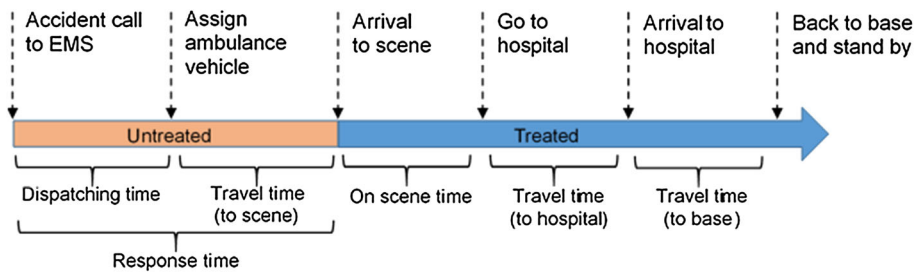 Accident call
to EMS
Assign
ambulance
vehicle
Arrival
to scene
Go to
hospital
Arrival to
hospital
Back to base
and stand by
Untreated
Treated
Dispatching time
Travel time
(to scene)
On scene time
Travel time
(to hospital)
Travel time
(to base)
Response time